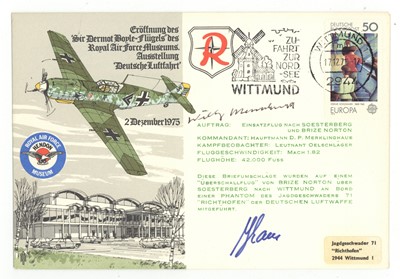 Eröffnung des
Sir Dermot Boyle-Flügels des
Royal Air Force Museums.
Ausstellung
'Deutsche Luftfahrt'
2 Dezember 1975
R
ZU-
FAHRT
ZUR
NORD
SEE
WITTMUND
DEUTSCHE
BUNDESPOST
50
EUROPA
ROYAL AIR FORCE
HENDON
MUSEUM
AUFTRAG: EINSATZFLUG NACH SOESTERBERG
UND BRIZE NORTON
KOMMANDANT: HAUPTMANN D P. MERKLINGHAUS
KAMPFBEOBACHTER: LEUTNANT OELSCHLAGER
FLUGGESCHWINDIGKEIT: MACH 1.82
FLUGHÖHE: 42,000 FUSS
DIESE BRIEFUMSCHLAGE WURDEN AUF EINEM
"ÜBERSCHALLFLUG" VON BRIZE NORTON ÜBER
SOESTERBERG NACH WITTMUND AN BORD
EINER PHANTOM DES JAGDGESCHWADERS 71
"RICHTHOFEN" DER DEUTSCHEN LUFTWAFFE
MITGEFÜHRT.
Jagdgeschwader 71
"Richthofen"
2944 Wittmund 1